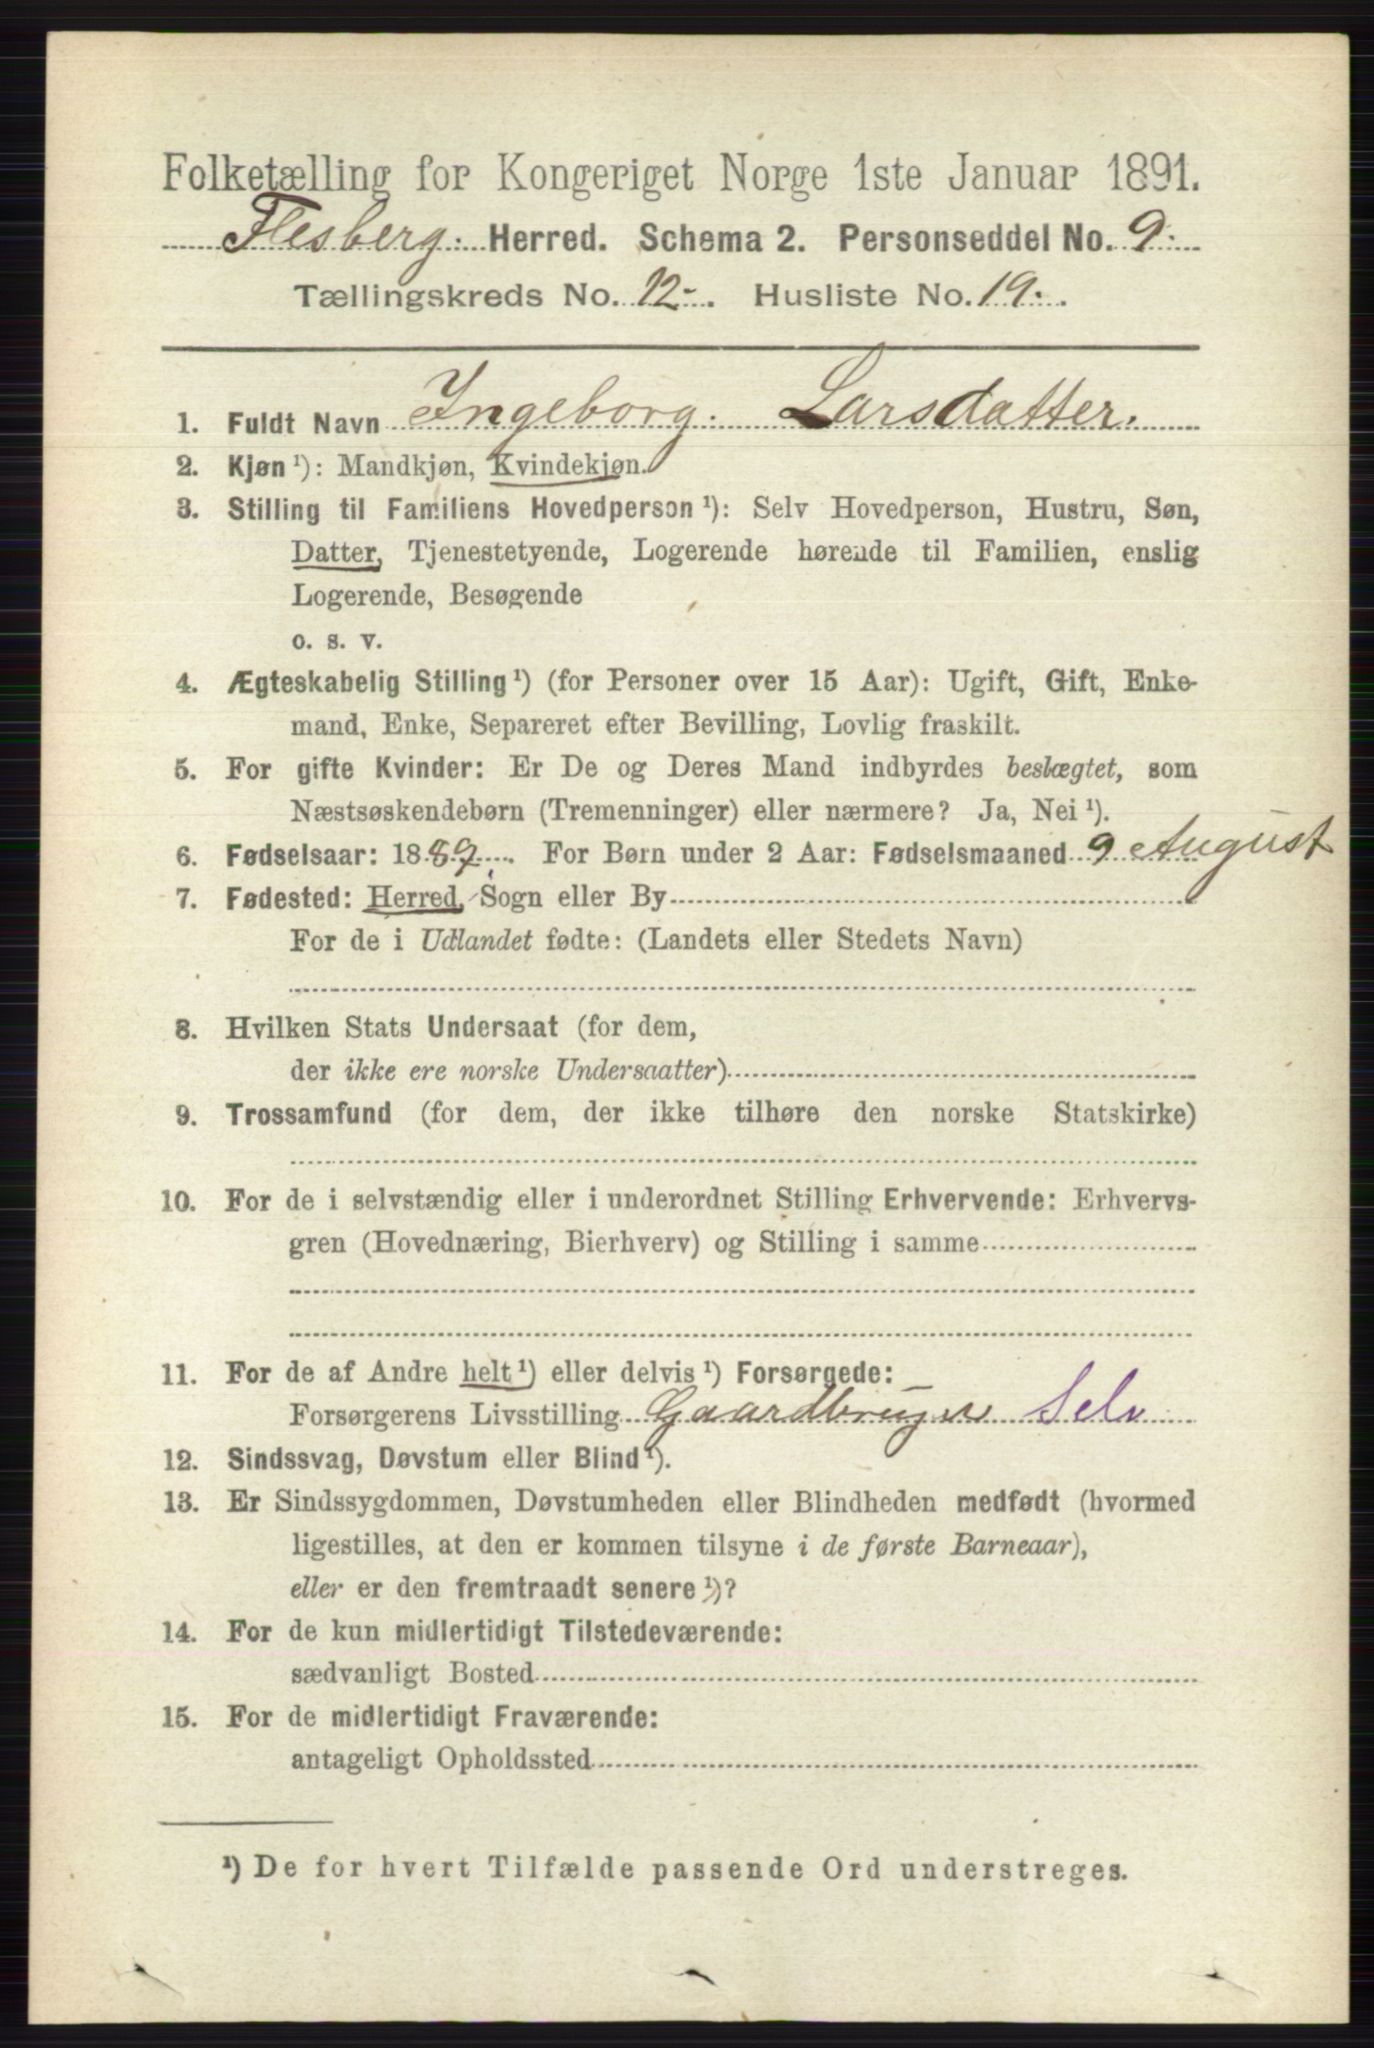 Folketælling for Kongeriget Norge 1ste Januar 1891.
Flesberg. Herred. Schema 2. Personseddel No. 9.
Tællingskreds No. 12. Husliste No. 19.
1. Fuldt Navn Ingeborg. Larsdatter.
2. Kjøn ¹): Mandkjøn, Kvindekjøn.
3. Stilling til Familiens Hovedperson ¹): Selv Hovedperson, Hustru, Søn,
Datter, Tjenestetyende, Logerende hørende til Familien, enslig
Logerende, Besøgende
o. s. v.
4. Ægteskabelig Stilling ¹) (for Personer over 15 Aar): Ugift, Gift, Enke-
mand, Enke, Separeret efter Bevilling, Lovlig fraskilt.
5. For gifte Kvinder: Er De og Deres Mand indbyrdes beslægtet, som
Næstsøskendebørn (Tremenninger) eller nærmere? Ja, Nei ¹).
6. Fødselsaar: 1889. For Børn under 2 Aar: Fødselsmaaned 9 August
7. Fødested: Herred, Sogn eller By
For de i Udlandet fødte: (Landets eller Stedets Navn)
8. Hvilken Stats Undersaat (for dem,
der ikke ere norske Undersaatter)
9. Trossamfund (for dem, der ikke tilhøre den norske Statskirke)
10. For de i selvstændig eller i underordnet Stilling Erhvervende: Erhvervs-
gren (Hovednæring, Bierhverv) og Stilling i samme
11. For de af Andre helt ¹) eller delvis ¹) Forsørgede:
Forsørgerens Livsstilling Gaardbruger Selv
12. Sindssvag, Døvstum eller Blind ¹).
13. Er Sindssygdommen, Døvstumheden eller Blindheden medfødt (hvormed
ligestilles, at den er kommen tilsyne i de første Barneaar),
eller er den fremtraadt senere ¹)?
14. For de kun midlertidigt Tilstedeværende:
sædvanligt Bosted
15. For de midlertidigt Fraværende:
antageligt Opholdssted
¹) De for hvert Tilfælde passende Ord understreges.